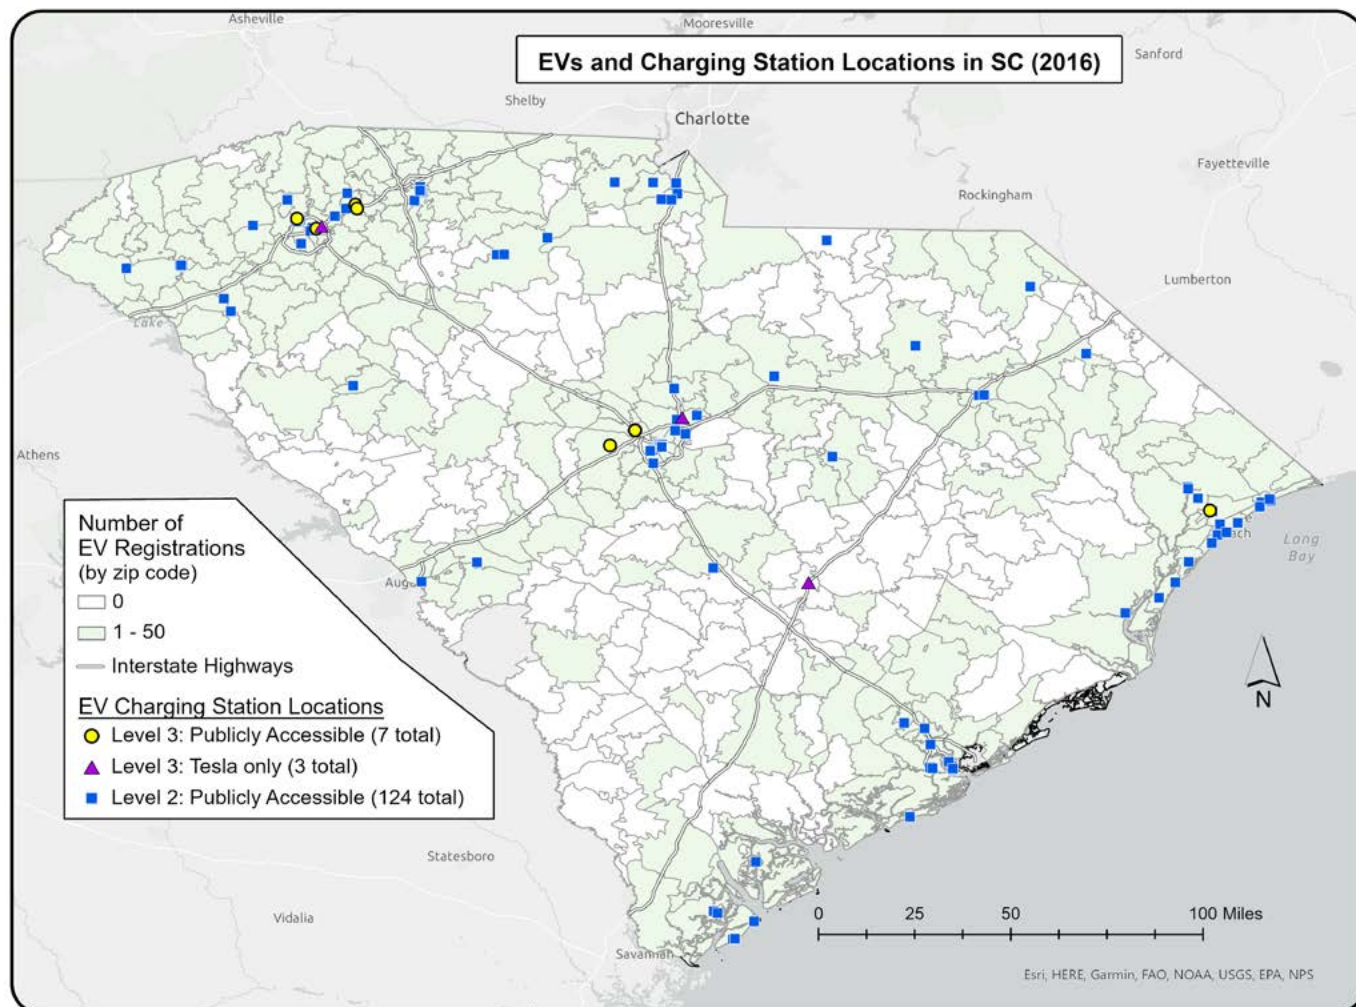 Asheville
Mooresville
EVs and Charging Station Locations in SC (2016)
Sanford
Shelby
Charlotte
Fayetteville
Rockingham
Lumberton
Lake
Athens
Number of
EV Registrations
(by zip code)
0
1 - 50
Interstate Highways
EV Charging Station Locations
Level 3: Publicly Accessible (7 total)
Level 3: Tesla only (3 total)
Level 2: Publicly Accessible (124 total)
Long
Bay
N
Statesboro
Vidalia
Savannah
0 25 50 100 Miles
Esri, HERE, Garmin, FAO, NOAA, USGS, EPA, NPS